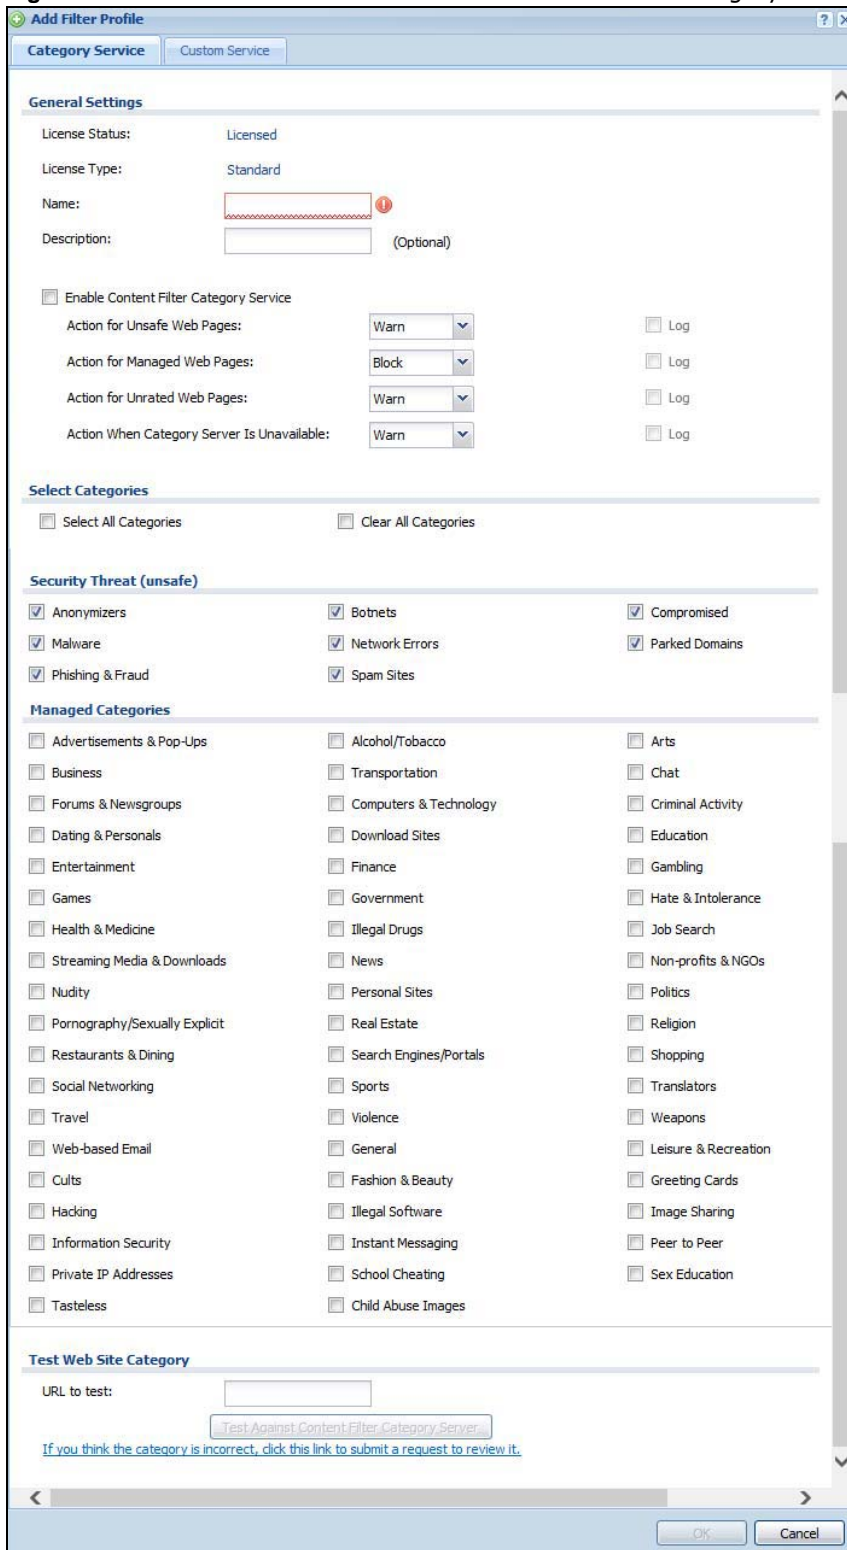 Add Filter Profile ?
Category Service Custom Service
General Settings
License Status: Licensed
License Type: Standard
Name: !
Description: (Optional)
Enable Content Filter Category Service
Action for Unsafe Web Pages: Warn Log
Action for Managed Web Pages: Block Log
Action for Unrated Web Pages: Warn Log
Action When Category Server Is Unavailable: Warn Log
Select Categories
Select All Categories Clear All Categories
Security Threat (unsafe)
Anonymizers Botnets Compromised
Malware Network Errors Parked Domains
Phishing & Fraud Spam Sites
Managed Categories
Advertisements & Pop-Ups Alcohol/Tobacco Arts
Business Transportation Chat
Forums & Newsgroups Computers & Technology Criminal Activity
Dating & Personals Download Sites Education
Entertainment Finance Gambling
Games Government Hate & Intolerance
Health & Medicine Illegal Drugs Job Search
Streaming Media & Downloads News Non-profits & NGOs
Nudity Personal Sites Politics
Pornography/Sexually Explicit Real Estate Religion
Restaurants & Dining Search Engines/Portals Shopping
Social Networking Sports Translators
Travel Violence Weapons
Web-based Email General Leisure & Recreation
Cults Fashion & Beauty Greeting Cards
Hacking Illegal Software Image Sharing
Information Security Instant Messaging Peer to Peer
Private IP Addresses School Cheating Sex Education
Tasteless Child Abuse Images
Test Web Site Category
URL to test:
Test Against Content Filter Category Server
If you think the category is incorrect, click this link to submit a request to review it.
OK Cancel